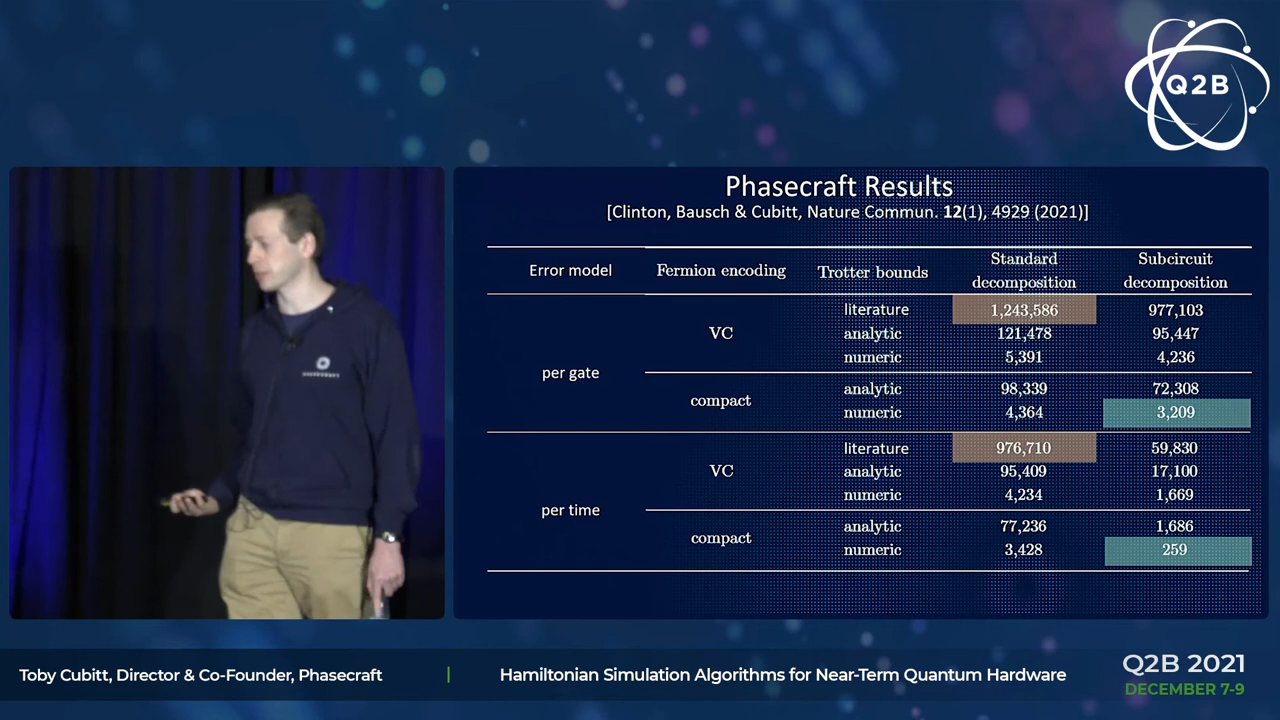 Q2B
Phasecraft Results
[Clinton, Bausch & Cubitt, Nature Commun. 12(1), 4929 (2021)]
Error model Fermion encoding Trotter bounds Standard decomposition Subcircuit decomposition
literature 1,243,586 977,103
VC analytic 121,478 95,447
numeric 5,391 4,236
per gate
analytic 98,339 72,308
compact
numeric 4,364 3,209
literature 976,710 59,830
VC analytic 95,409 17,100
numeric 4,234 1,669
per time
analytic 77,236 1,686
compact
numeric 3,428 259
Toby Cubitt, Director & Co-Founder, Phasecraft | Hamiltonian Simulation Algorithms for Near-Term Quantum Hardware
Q2B 2021
DECEMBER 7-9